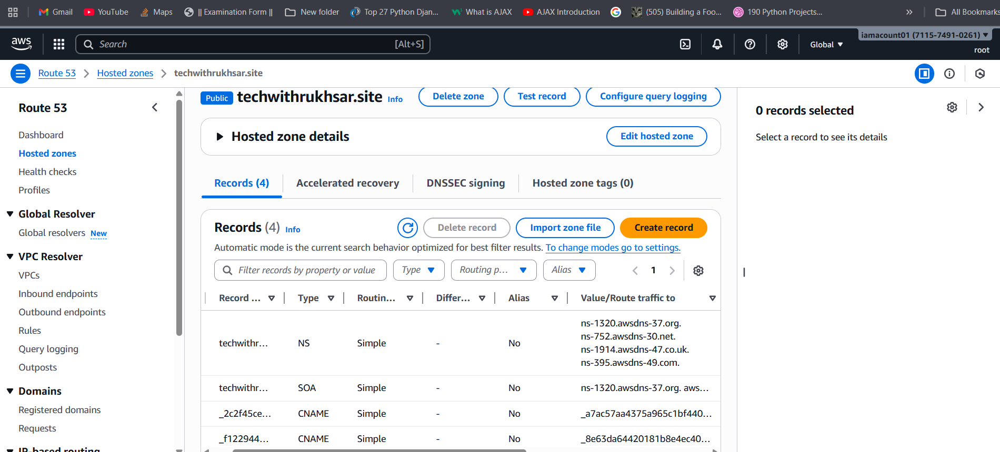 Gmail YouTube Maps || Examination Form || New folder Top 27 Python Djan... What is AJAX AJAX Introduction (505) Building a Foo... 190 Python Projects... » All Bookmarks
aws Search [Alt+S] Global iamacount01 (7115-7491-0261)
root
Route 53 Hosted zones techwithrukhsar.site
Route 53
Dashboard
Hosted zones
Health checks
Profiles
Global Resolver
Global resolvers New
VPC Resolver
VPCs
Inbound endpoints
Outbound endpoints
Rules
Query logging
Outposts
Domains
Registered domains
Requests
IP-based routing
Public techwithrukhsar.site Info Delete zone Test record Configure query logging
Hosted zone details Edit hosted zone
Records (4) Accelerated recovery DNSSEC signing Hosted zone tags (0)
Records (4) Info Delete record Import zone file Create record
Automatic mode is the current search behavior optimized for best filter results. To change modes go to settings.
Filter records by property or value Type Routing p... Alias 1
Record ... Type Routin... Differ... Alias Value/Route traffic to
techwithr... NS Simple - No ns-1320.awsdns-37.org.
ns-752.awsdns-30.net.
ns-1914.awsdns-47.co.uk.
ns-395.awsdns-49.com.
techwithr... SOA Simple - No ns-1320.awsdns-37.org. aws...
_2c2f45ce... CNAME Simple - No _a7ac57aa4375a965c1bf440...
_f122944... CNAME Simple - No _8e63da64420181b8e4ec40...
0 records selected
Select a record to see its details